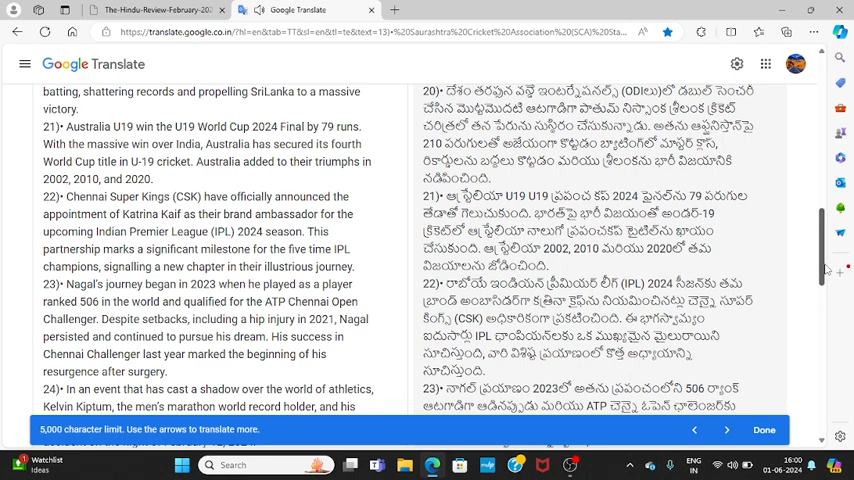 The-Hindu-Review-February-202
Google Translate
https://translate.google.co.in/?hl=en&tab=TT&sl=en&tl=te&text=13)•%20Saurashtra%20Cricket%20Association%20(SCA)%20Sta...
Google Translate
batting, shattering records and propelling SriLanka to a massive
victory.
21)• Australia U19 win the U19 World Cup 2024 Final by 79 runs.
With the massive win over India, Australia has secured its fourth
World Cup title in U-19 cricket. Australia added to their triumphs in
2002, 2010, and 2020.
22)• Chennai Super Kings (CSK) have officially announced the
appointment of Katrina Kaif as their brand ambassador for the
upcoming Indian Premier League (IPL) 2024 season. This
partnership marks a significant milestone for the five time IPL
champions, signalling a new chapter in their illustrious journey.
23)• Nagal's journey began in 2023 when he played as a player
ranked 506 in the world and qualified for the ATP Chennai Open
Challenger. Despite setbacks, including a hip injury in 2021, Nagal
persisted and continued to pursue his dream. His success in
Chennai Challenger last year marked the beginning of his
resurgence after surgery.
24)• In an event that has cast a shadow over the world of athletics,
Kelvin Kiptum, the men's marathon world record holder, and his
20)• దేశం తరపున వన్డే ఇంటర్నేషనల్స్ (ODIలు)లో డబుల్ సెంచరీ
చేసిన మొట్టమొదటి ఆటగాడిగా పాతుమ్ నిస్సాంక శ్రీలంక క్రికెట్
చరిత్రలో తన పేరును సుస్థిరం చేసుకున్నాడు. అతను ఆఫ్ఘనిస్తాన్‌పై
210 పరుగులతో అజేయంగా కొట్టడం బ్యాటింగ్‌లో మాస్టర్ క్లాస్,
రికార్డులను బద్దలు కొట్టడం మరియు శ్రీలంకను భారీ విజయానికి
నడిపించింది.
21)• ఆస్ట్రేలియా U19 U19 ప్రపంచ కప్ 2024 ఫైనల్‌ను 79 పరుగుల
తేడాతో గెలుచుకుంది. భారత్‌పై భారీ విజయంతో అండర్-19
క్రికెట్‌లో ఆస్ట్రేలియా నాలుగో ప్రపంచకప్ టైటిల్‌ను ఖాయం
చేసుకుంది. ఆస్ట్రేలియా 2002, 2010 మరియు 2020లో తమ
విజయాలను జోడించింది.
22)• రాబోయే ఇండియన్ ప్రీమియర్ లీగ్ (IPL) 2024 సీజన్‌కు తమ
బ్రాండ్ అంబాసిడర్‌గా కత్రినా కైఫ్‌ను నియమించినట్లు చెన్నై సూపర్
కింగ్స్ (CSK) అధికారికంగా ప్రకటించింది. ఈ భాగస్వామ్యం
ఐదుసార్లు IPL ఛాంపియన్‌లకు ఒక ముఖ్యమైన మైలురాయిని
సూచిస్తుంది, వారి విశిష్ట ప్రయాణంలో కొత్త అధ్యాయాన్ని
సూచిస్తుంది.
23)• నాగల్ ప్రయాణం 2023లో అతను ప్రపంచంలోని 506 ర్యాంక్
ఆటగాడిగా ఆడినప్పుడు మరియు ATP చెన్నై ఓపెన్ ఛాలెంజర్‌కు
5,000 character limit. Use the arrows to translate more.
Done
Watchlist
Ideas
Search
ENG
IN
16:00
01-06-2024